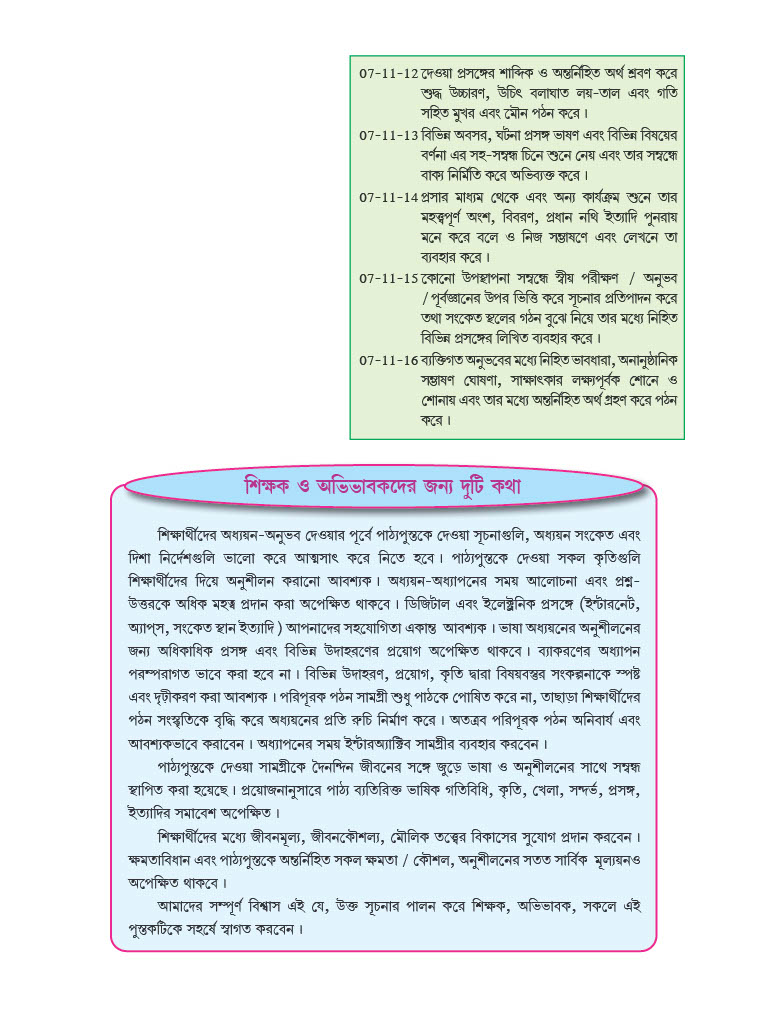 07-11-12 দেওয়া প্রসঙ্গের শাব্দিক ও অন্তর্নিহিত অর্থ শ্রবণ করে
শুদ্ধ উচ্চারণ, উচিৎ বলাঘাত লয়-তাল এবং গতি
সহিত মুখর এবং মৌন পঠন করে।
07-11-13 বিভিন্ন অবসর, ঘটনা প্রসঙ্গ ভাষণ এবং বিভিন্ন বিষয়ের
বর্ণনা এর সহ-সম্বন্ধ চিনে শুনে নেয় এবং তার সম্বন্ধে
বাক্য নির্মিতি করে অভিব্যক্ত করে।
07-11-14 প্রসার মাধ্যম থেকে এবং অন্য কার্যক্রম শুনে তার
মহত্ত্বপূর্ণ অংশ, বিবরণ, প্রধান নথি ইত্যাদি পুনরায়
মনে করে বলে ও নিজ সম্ভাষণে এবং লেখনে তা
ব্যবহার করে।
07-11-15 কোনো উপস্থাপনা সম্বন্ধে স্বীয় পরীক্ষণ / অনুভব
/ পূর্বজ্ঞানের উপর ভিত্তি করে সূচনার প্রতিপাদন করে
তথা সংকেত স্থলের গঠন বুঝে নিয়ে তার মধ্যে নিহিত
বিভিন্ন প্রসঙ্গের লিখিত ব্যবহার করে।
07-11-16 ব্যক্তিগত অনুভবের মধ্যে নিহিত ভাবধারা, অনানুষ্ঠানিক
সম্ভাষণ ঘোষণা, সাক্ষাৎকার লক্ষ্যপূর্বক শোনে ও
শোনায় এবং তার মধ্যে অন্তর্নিহিত অর্থ গ্রহণ করে পঠন
করে।
শিক্ষক ও অভিভাবকদের জন্য দুটি কথা
শিক্ষার্থীদের অধ্যয়ন-অনুভব দেওয়ার পূর্বে পাঠ্যপুস্তকে দেওয়া সূচনাগুলি, অধ্যয়ন সংকেত এবং
দিশা নির্দেশগুলি ভালো করে আত্মসাৎ করে নিতে হবে। পাঠ্যপুস্তকে দেওয়া সকল কৃতিগুলি
শিক্ষার্থীদের দিয়ে অনুশীলন করানো আবশ্যক। অধ্যয়ন-অধ্যাপনের সময় আলোচনা এবং প্রশ্ন-
উত্তরকে অধিক মহত্ব প্রদান করা অপেক্ষিত থাকবে। ডিজিটাল এবং ইলেক্ট্রনিক প্রসঙ্গে (ইন্টারনেট,
অ্যাপ্‌স, সংকেত স্থান ইত্যাদি) আপনাদের সহযোগিতা একান্ত আবশ্যক। ভাষা অধ্যয়নের অনুশীলনের
জন্য অধিকাধিক প্রসঙ্গ এবং বিভিন্ন উদাহরণের প্রয়োগ অপেক্ষিত থাকবে। ব্যাকরণের অধ্যাপন
পরম্পরাগত ভাবে করা হবে না। বিভিন্ন উদাহরণ, প্রয়োগ, কৃতি দ্বারা বিষয়বস্তুর সংকল্পনাকে স্পষ্ট
এবং দৃঢ়ীকরণ করা আবশ্যক। পরিপূরক পঠন সামগ্রী শুধু পাঠকে পোষিত করে না, তাছাড়া শিক্ষার্থীদের
পঠন সংস্কৃতিকে বৃদ্ধি করে অধ্যয়নের প্রতি রুচি নির্মাণ করে। অতএব পরিপূরক পঠন অনিবার্য এবং
আবশ্যকভাবে করাবেন। অধ্যাপনের সময় ইন্টারঅ্যাক্টিব সামগ্রীর ব্যবহার করবেন।
পাঠ্যপুস্তকে দেওয়া সামগ্রীকে দৈনন্দিন জীবনের সঙ্গে জুড়ে ভাষা ও অনুশীলনের সাথে সম্বন্ধ
স্থাপিত করা হয়েছে। প্রয়োজনানুসারে পাঠ্য ব্যতিরিক্ত ভাষিক গতিবিধি, কৃতি, খেলা, সন্দর্ভ, প্রসঙ্গ,
ইত্যাদির সমাবেশ অপেক্ষিত।
শিক্ষার্থীদের মধ্যে জীবনমূল্য, জীবনকৌশল্য, মৌলিক তত্ত্বের বিকাসের সুযোগ প্রদান করবেন।
ক্ষমতাবিধান এবং পাঠ্যপুস্তকে অন্তর্নিহিত সকল ক্ষমতা / কৌশল, অনুশীলনের সতত সার্বিক মূল্যয়নও
অপেক্ষিত থাকবে।
আমাদের সম্পূর্ণ বিশ্বাস এই যে, উক্ত সূচনার পালন করে শিক্ষক, অভিভাবক, সকলে এই
পুস্তকটিকে সহর্ষে স্বাগত করবেন।